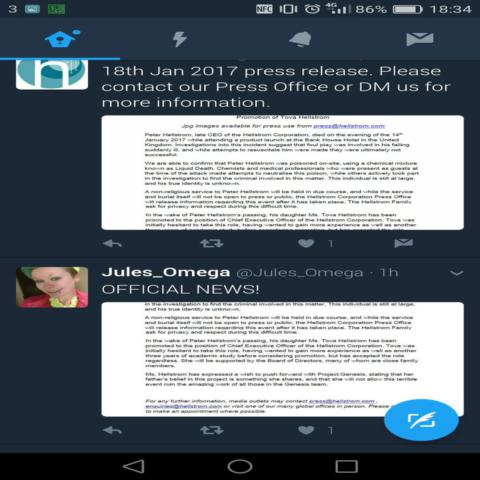 3
NFC 4G 86% 18:34
18th Jan 2017 press release. Please
contact our Press Office or DM us for
more information.
Promotion of Tova Hellstrom
Jpg images available for press use from press@hellstrom.com
Peter Hellstrom, late CEO of the Hellstrom Corporation, died on the evening of the 14th
January 2017 while attending a product launch at the Bank House Hotel in the United
Kingdom. Investigations into this incident suggest that foul play was involved in his falling
suddenly ill, and while attempts to resuscitate him were made they were ultimately not
successful.
We are able to confirm that Peter Hellstrom was poisoned on-site, using a chemical mixture
known as Liquid Death. Chemists and medical professionals who were present as guests at
the time of the attack made attempts to neutralise this poison, while others actively took part
in the investigation to find the criminal involved in this matter. This individual is still at large,
and his true identity is unknown.
A non-religious service for Peter Hellstrom will be held in due course, and while the service
and burial itself will not be open to press or public, the Hellstrom Corporation Press Office
will release information regarding this event after it has taken place. The Hellstrom Family
ask for privacy and respect during this difficult time.
In the wake of Peter Hellstrom's passing, his daughter Ms. Tova Hellstrom has been
promoted to the position of Chief Executive Officer of the Hellstrom Corporation. Tova was
initially hesitant to take this role, having wanted to gain more experience as well as another
1
Jules_Omega @Jules_Omega · 1h
OFFICIAL NEWS!
in the investigation to find the criminal involved in this matter. This individual is still at large,
and his true identity is unknown.
A non-religious service for Peter Hellstrom will be held in due course, and while the service
and burial itself will not be open to press or public, the Hellstrom Corporation Press Office
will release information regarding this event after it has taken place. The Hellstrom Family
ask for privacy and respect during this difficult time.
In the wake of Peter Hellstrom's passing, his daughter Ms. Tova Hellstrom has been
promoted to the position of Chief Executive Officer of the Hellstrom Corporation. Tova was
initially hesitant to take this role, having wanted to gain more experience as well as another
three years of academic study before considering promotion, but has accepted the role
regardless. She will be supported by the Board of Directors, many of whom are close family
members.
Ms. Hellstrom has expressed a wish to push forward with Project:Genesis, stating that her
father's belief in this project is something she shares, and that she will not allow this terrible
event ruin the amazing work of all those in the Genesis team.
For any further information, media outlets may contact press@hellstrom.com,
enquiries@hellstrom.com or visit one of our many global offices in person. Please
to make an appointment where possible.
1